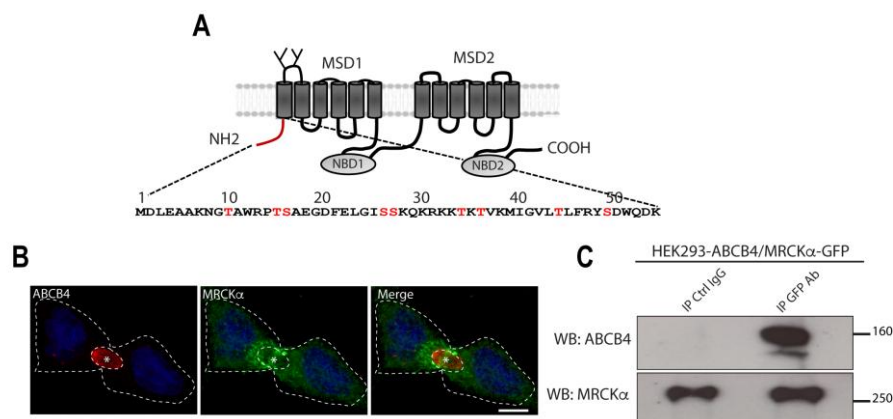 A
MSD1 MSD2
NH2 NBD1 NBD2 COOH
1 10 20 30 40 50
MDLEAAKNGTAWRPTSAEGDFELGISSKQKRKKTKTVKMIGVLTLFRYSDWQDK
B
ABCB4 MRCKα Merge
*
*
*
C
HEK293-ABCB4/MRCKα-GFP
IP Ctrl IgG
IP GFP Ab
WB: ABCB4 160
WB: MRCKα 250